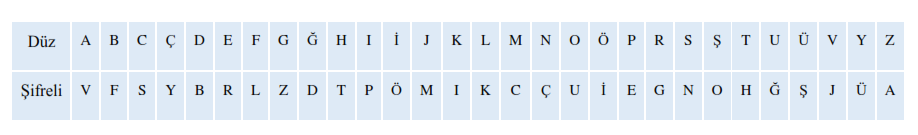 Düz A B C Ç D E F G Ğ H I İ J K L M N O Ö P R S Ş T U Ü V Y Z
Şifreli V F S Y B R L Z D T P Ö M I K C Ç U İ E G N O H Ğ Ş J Ü A